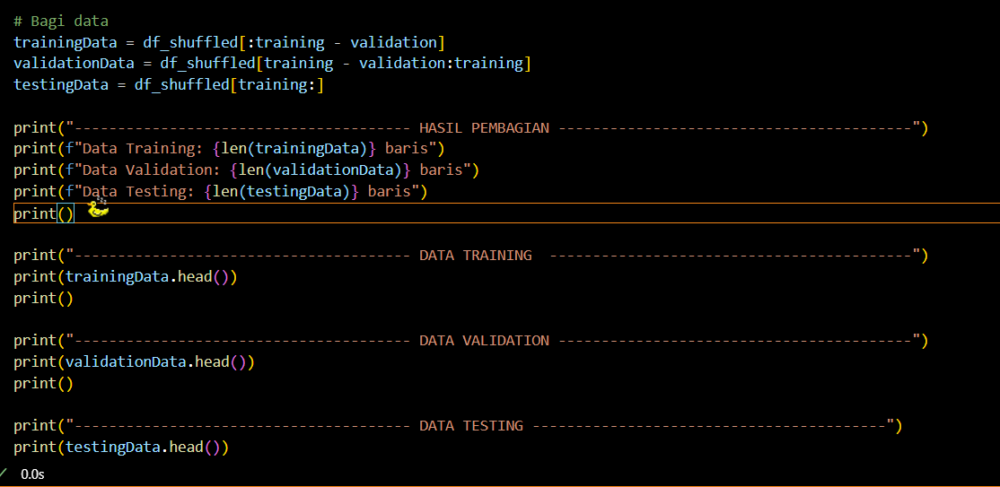 # Bagi data
trainingData = df_shuffled[:training - validation]
validationData = df_shuffled[training - validation:training]
testingData = df_shuffled[training:]
print("--------------------------------------- HASIL PEMBAGIAN -----------------------------------------")
print(f"Data Training: {len(trainingData)} baris")
print(f"Data Validation: {len(validationData)} baris")
print(f"Data Testing: {len(testingData)} baris")
print()
print("--------------------------------------- DATA TRAINING  ------------------------------------------")
print(trainingData.head())
print()
print("--------------------------------------- DATA VALIDATION -----------------------------------------")
print(validationData.head())
print()
print("--------------------------------------- DATA TESTING -----------------------------------------")
print(testingData.head())
0.0s